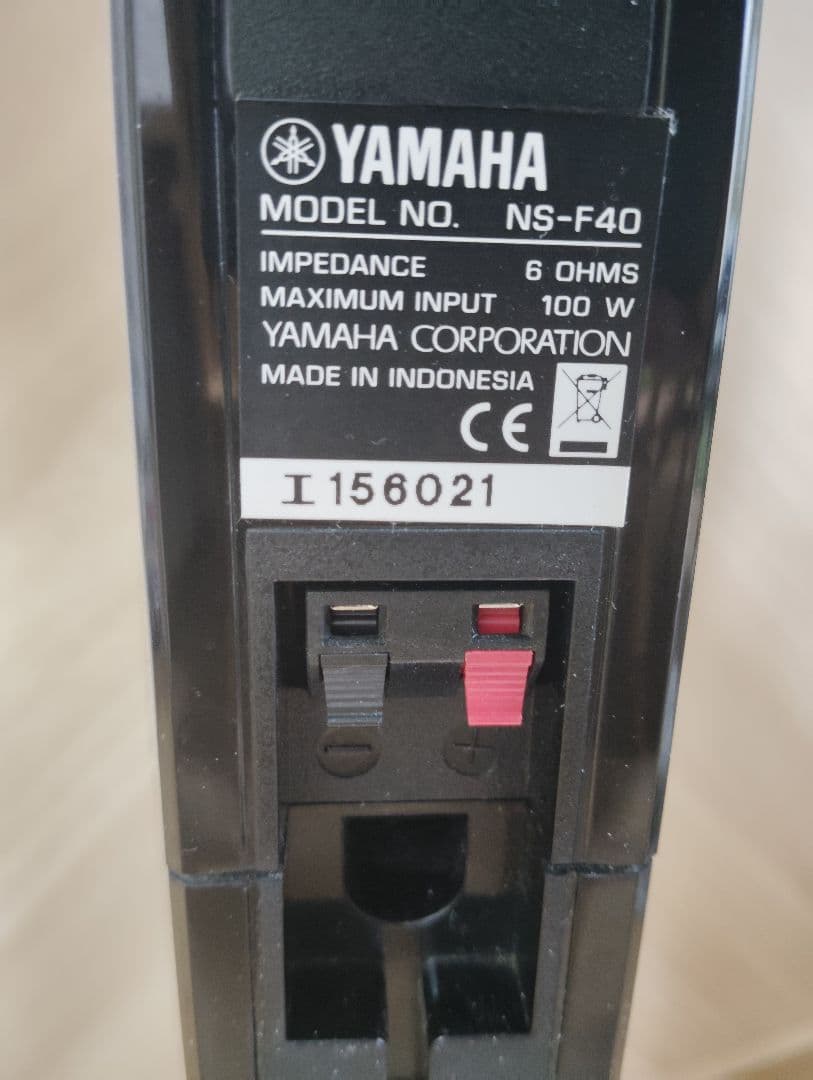 YAMAHA
MODEL NO. NS-F40
IMPEDANCE 6 OHMS
MAXIMUM INPUT 100 W
YAMAHA CORPORATION
MADE IN INDONESIA
CE
I 156021
− +